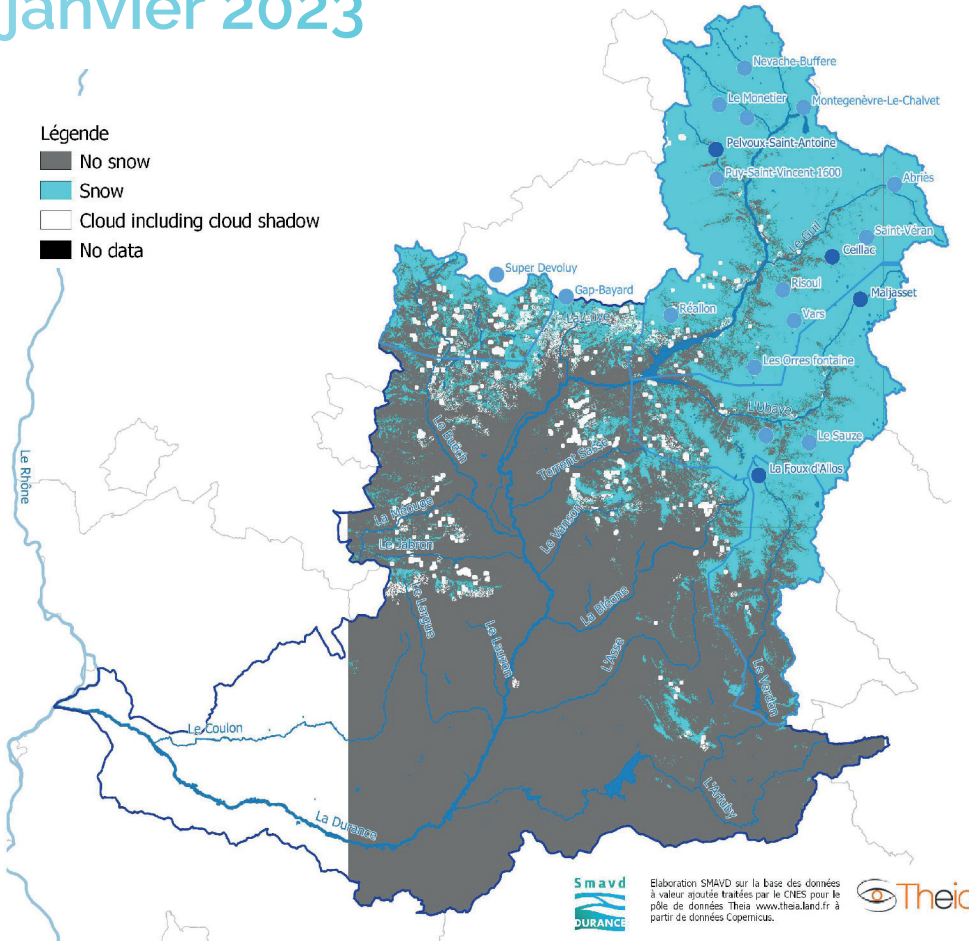 janvier 2023
Légende
No snow
Snow
Cloud including cloud shadow
No data
Nevache-Buffere
Le Monetier
Montegenèvre-Le-Chalvet
Pelvoux-Saint-Antoine
Puy-Saint-Vincent 1600
Abriès
Le Guil
Saint-Véran
Ceillac
Super Devoluy
Risoul
Maljasset
Gap-Bayard
Réallon
Vars
La Luye
Les Orres fontaine
L'Ubaye
Le Buëch
Le Sauze
Torrent Sasse
La Foux d'Allos
Le Rhône
La Méouge
Le Vanson
Le Jabron
La Bléone
Le Largue
Le Lauzon
L'Asse
Le Verdon
Le Coulon
L'Artuby
La Durance
Smavd
DURANCE
Elaboration SMAVD sur la base des données
à valeur ajoutée traitées par le CNES pour le
pôle de données Theia www.theia.land.fr à
partir de données Copernicus.
Theia